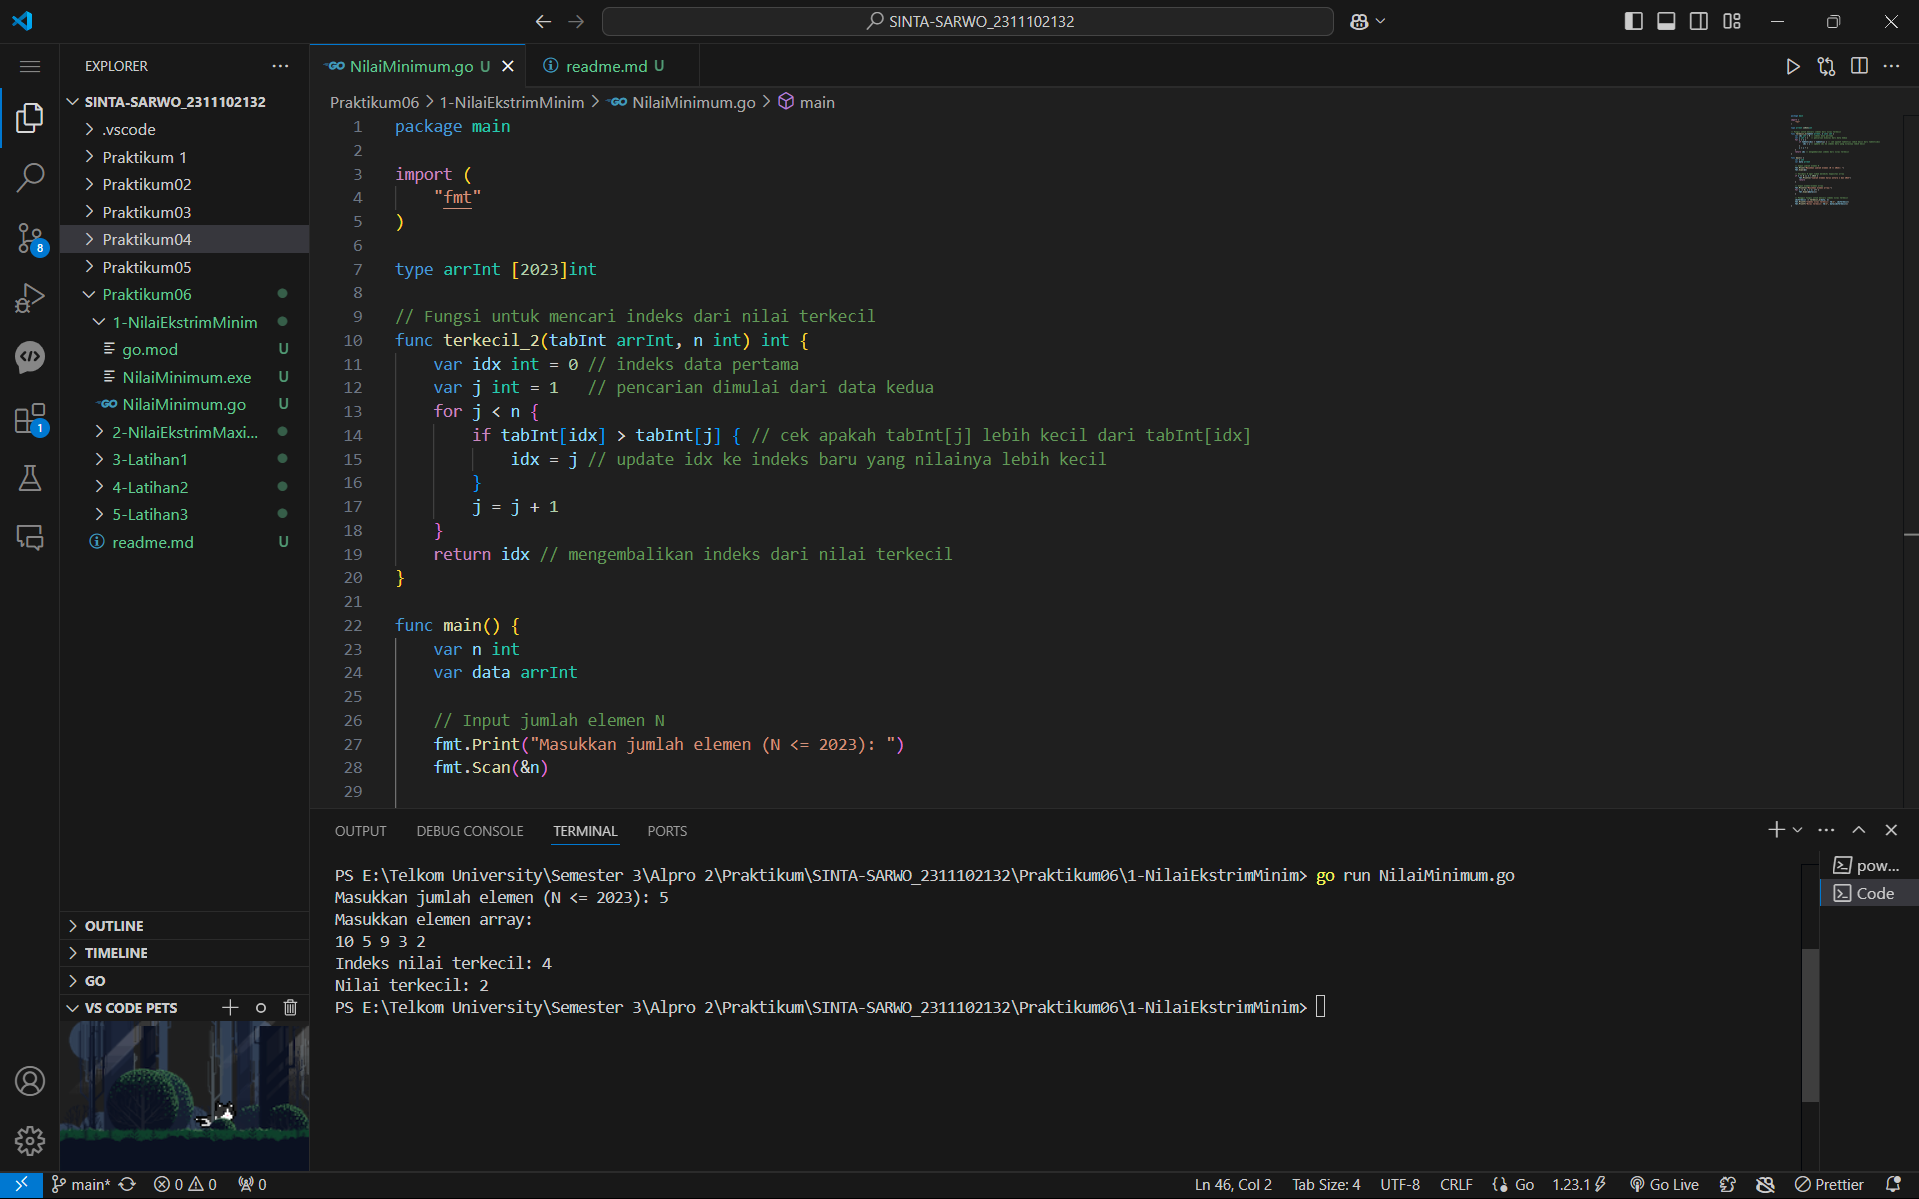 SINTA-SARWO_2311102132
EXPLORER
SINTA-SARWO_2311102132
.vscode
Praktikum 1
Praktikum02
Praktikum03
Praktikum04
Praktikum05
Praktikum06
1-NilaiEkstrimMinim
go.mod U
NilaiMinimum.exe U
NilaiMinimum.go U
2-NilaiEkstrimMaxi...
3-Latihan1
4-Latihan2
5-Latihan3
readme.md U
8
1
OUTLINE
TIMELINE
GO
VS CODE PETS
NilaiMinimum.go U
readme.md U
Praktikum06 > 1-NilaiEkstrimMinim > NilaiMinimum.go > main
1 package main
2
3 import (
4 "fmt"
5 )
6
7 type arrInt [2023]int
8
9 // Fungsi untuk mencari indeks dari nilai terkecil
10 func terkecil_2(tabInt arrInt, n int) int {
11 var idx int = 0 // indeks data pertama
12 var j int = 1 // pencarian dimulai dari data kedua
13 for j < n {
14 if tabInt[idx] > tabInt[j] { // cek apakah tabInt[j] lebih kecil dari tabInt[idx]
15 idx = j // update idx ke indeks baru yang nilainya lebih kecil
16 }
17 j = j + 1
18 }
19 return idx // mengembalikan indeks dari nilai terkecil
20 }
21
22 func main() {
23 var n int
24 var data arrInt
25
26 // Input jumlah elemen N
27 fmt.Print("Masukkan jumlah elemen (N <= 2023): ")
28 fmt.Scan(&n)
29
OUTPUT DEBUG CONSOLE TERMINAL PORTS
PS E:\Telkom University\Semester 3\Alpro 2\Praktikum\SINTA-SARWO_2311102132\Praktikum06\1-NilaiEkstrimMinim> go run NilaiMinimum.go
Masukkan jumlah elemen (N <= 2023): 5
Masukkan elemen array:
10 5 9 3 2
Indeks nilai terkecil: 4
Nilai terkecil: 2
PS E:\Telkom University\Semester 3\Alpro 2\Praktikum\SINTA-SARWO_2311102132\Praktikum06\1-NilaiEkstrimMinim>
pow...
Code
main* 0 0 0 Ln 46, Col 2 Tab Size: 4 UTF-8 CRLF Go 1.23.1 Go Live Prettier